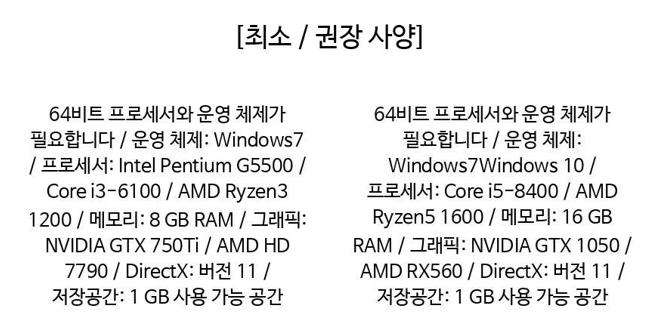 [최소 / 권장 사양]
64비트 프로세서와 운영 체제가
필요합니다 / 운영 체제: Windows7
/ 프로세서: Intel Pentium G5500 /
Core i3-6100 / AMD Ryzen3
1200 / 메모리: 8 GB RAM / 그래픽:
NVIDIA GTX 750Ti / AMD HD
7790 / DirectX: 버전 11 /
저장공간: 1 GB 사용 가능 공간
64비트 프로세서와 운영 체제가
필요합니다 / 운영 체제:
Windows7Windows 10 /
프로세서: Core i5-8400 / AMD
Ryzen5 1600 / 메모리: 16 GB
RAM / 그래픽: NVIDIA GTX 1050 /
AMD RX560 / DirectX: 버전 11 /
저장공간: 1 GB 사용 가능 공간